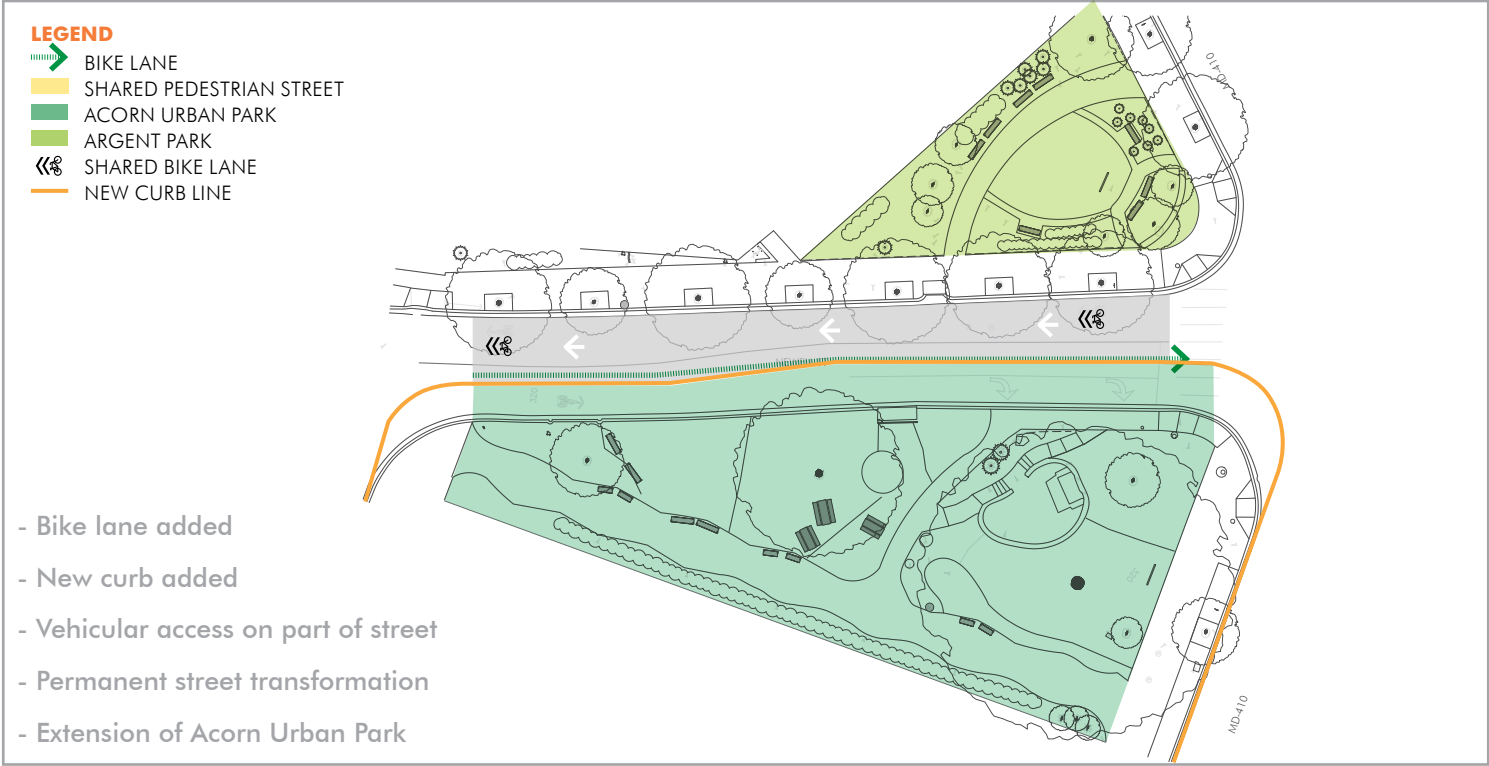 LEGEND
BIKE LANE
SHARED PEDESTRIAN STREET
ACORN URBAN PARK
ARGENT PARK
SHARED BIKE LANE
NEW CURB LINE
MD-410
320
320
MD-410
- Bike lane added
- New curb added
- Vehicular access on part of street
- Permanent street transformation
- Extension of Acorn Urban Park